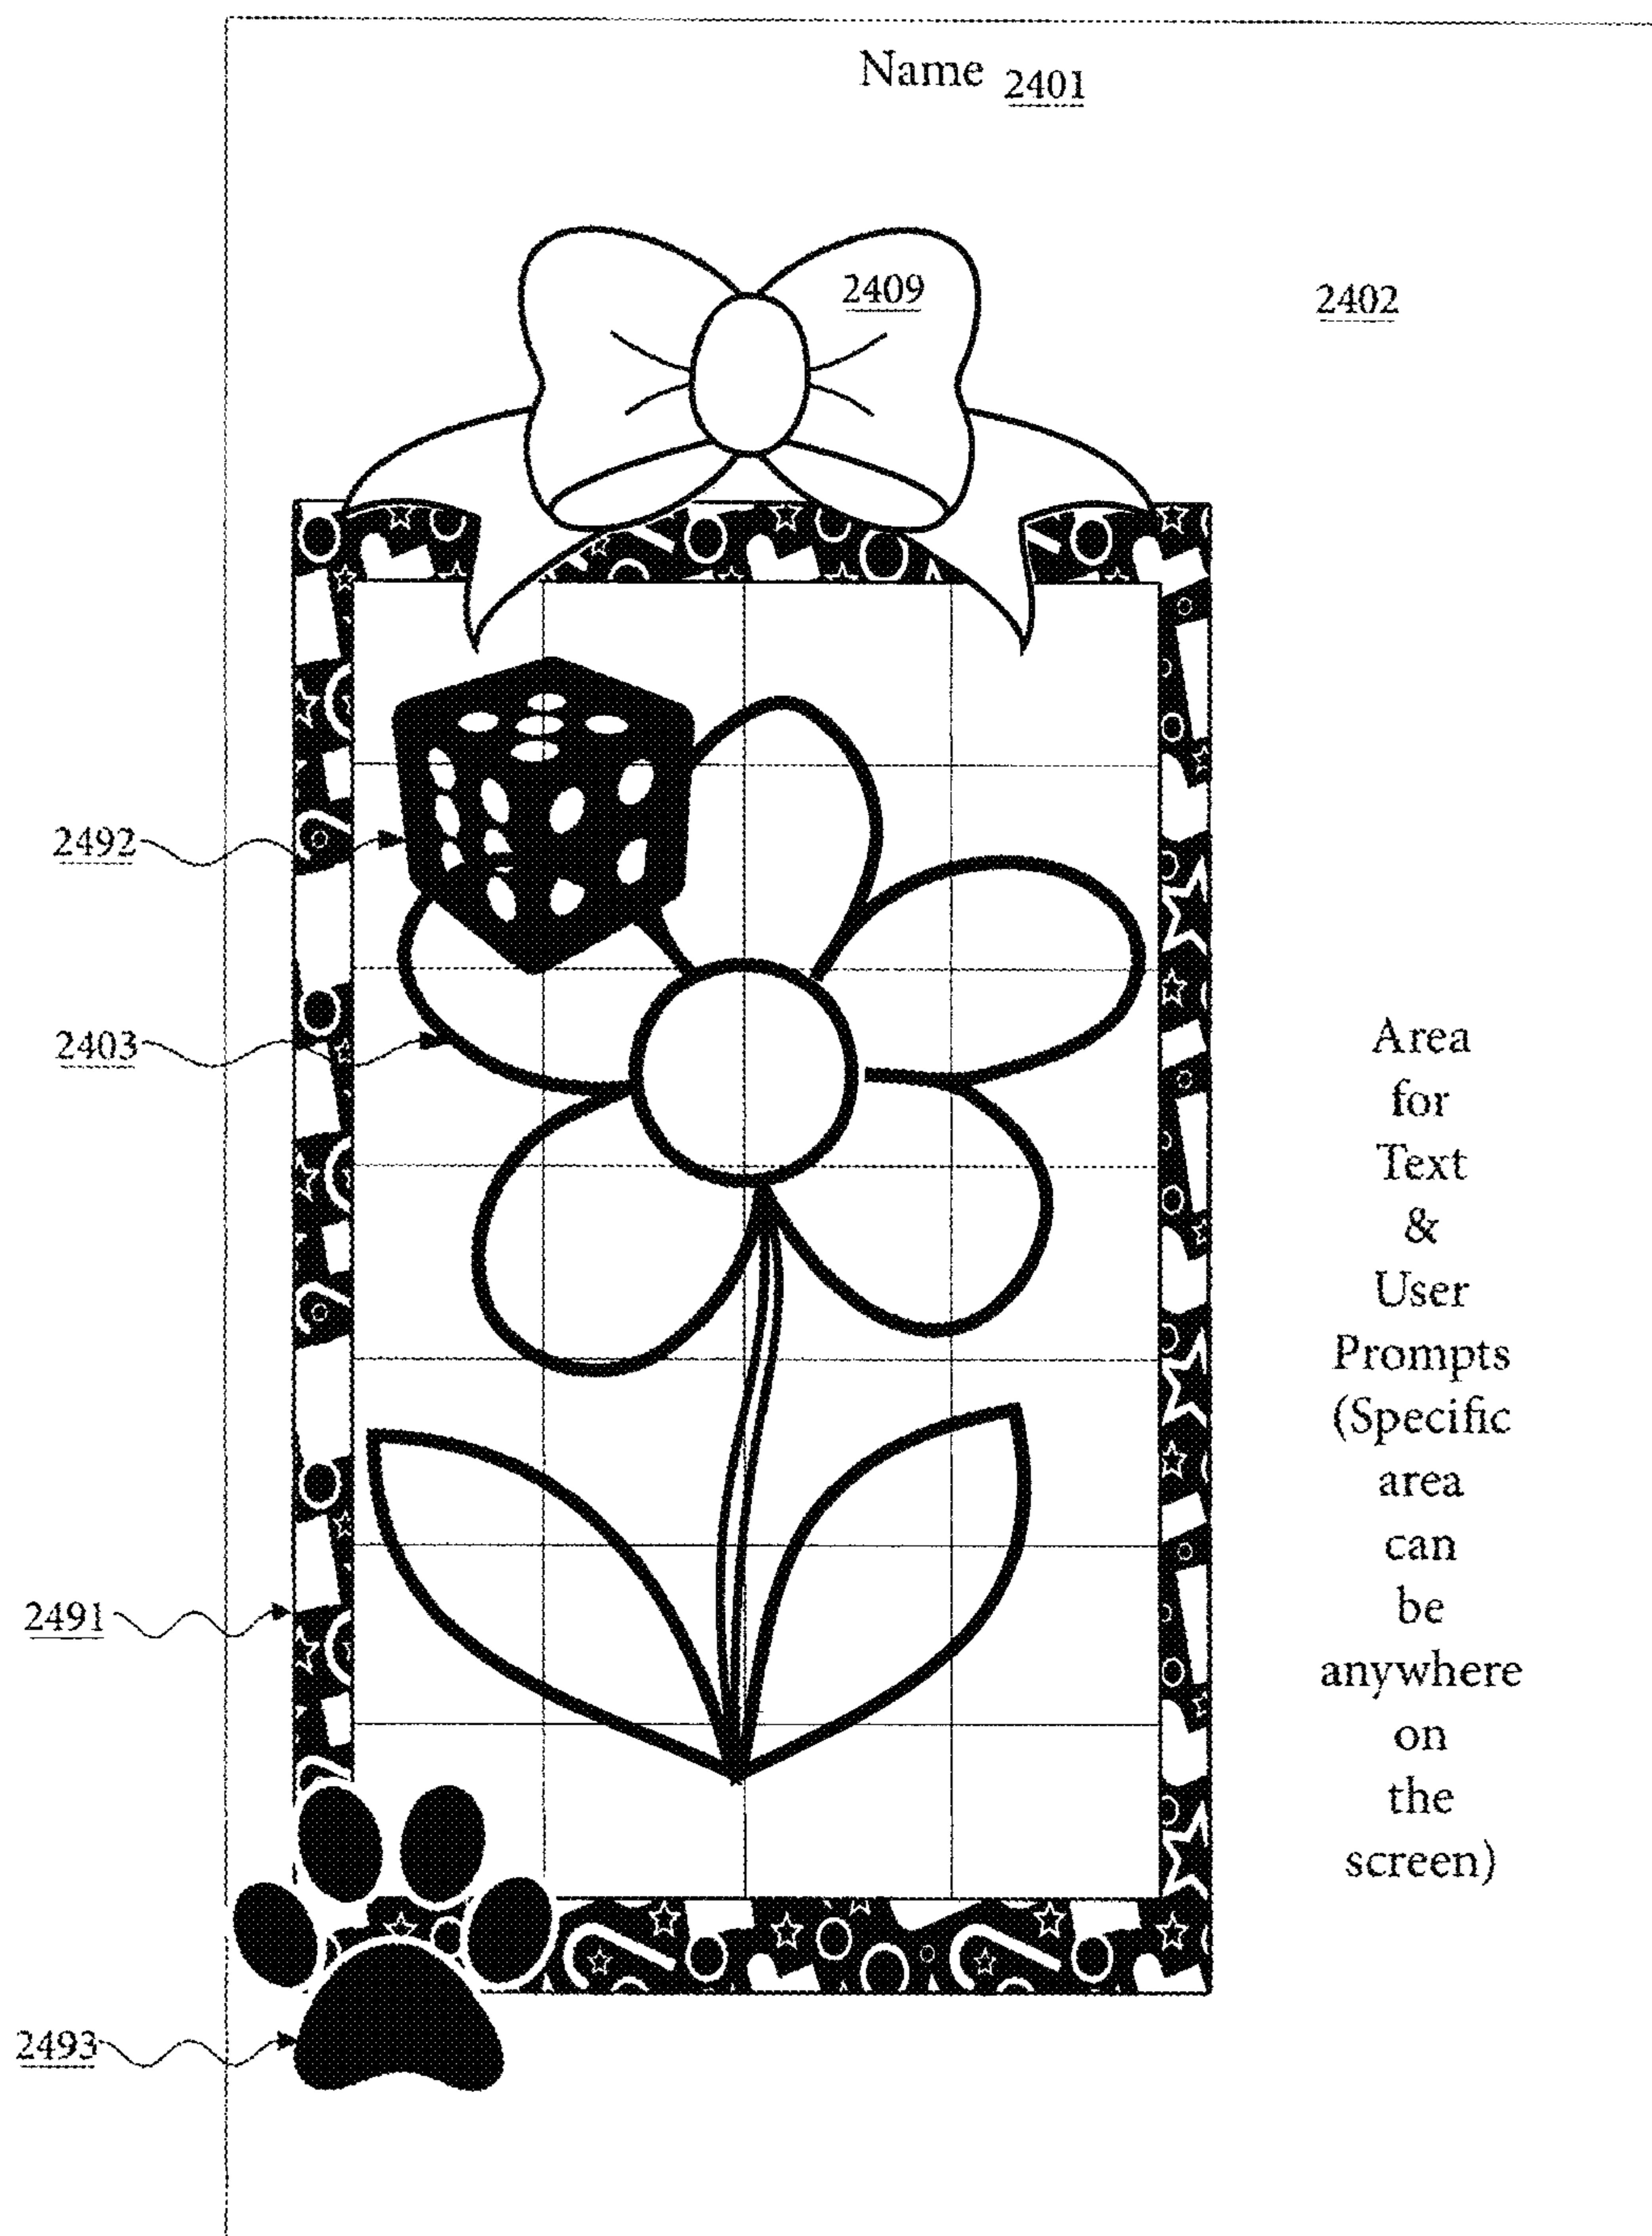 Name 2401
2409
2402
2492
2403
2491
2493
Area
for
Text
&
User
Prompts
(Specific
area
can
be
anywhere
on
the
screen)